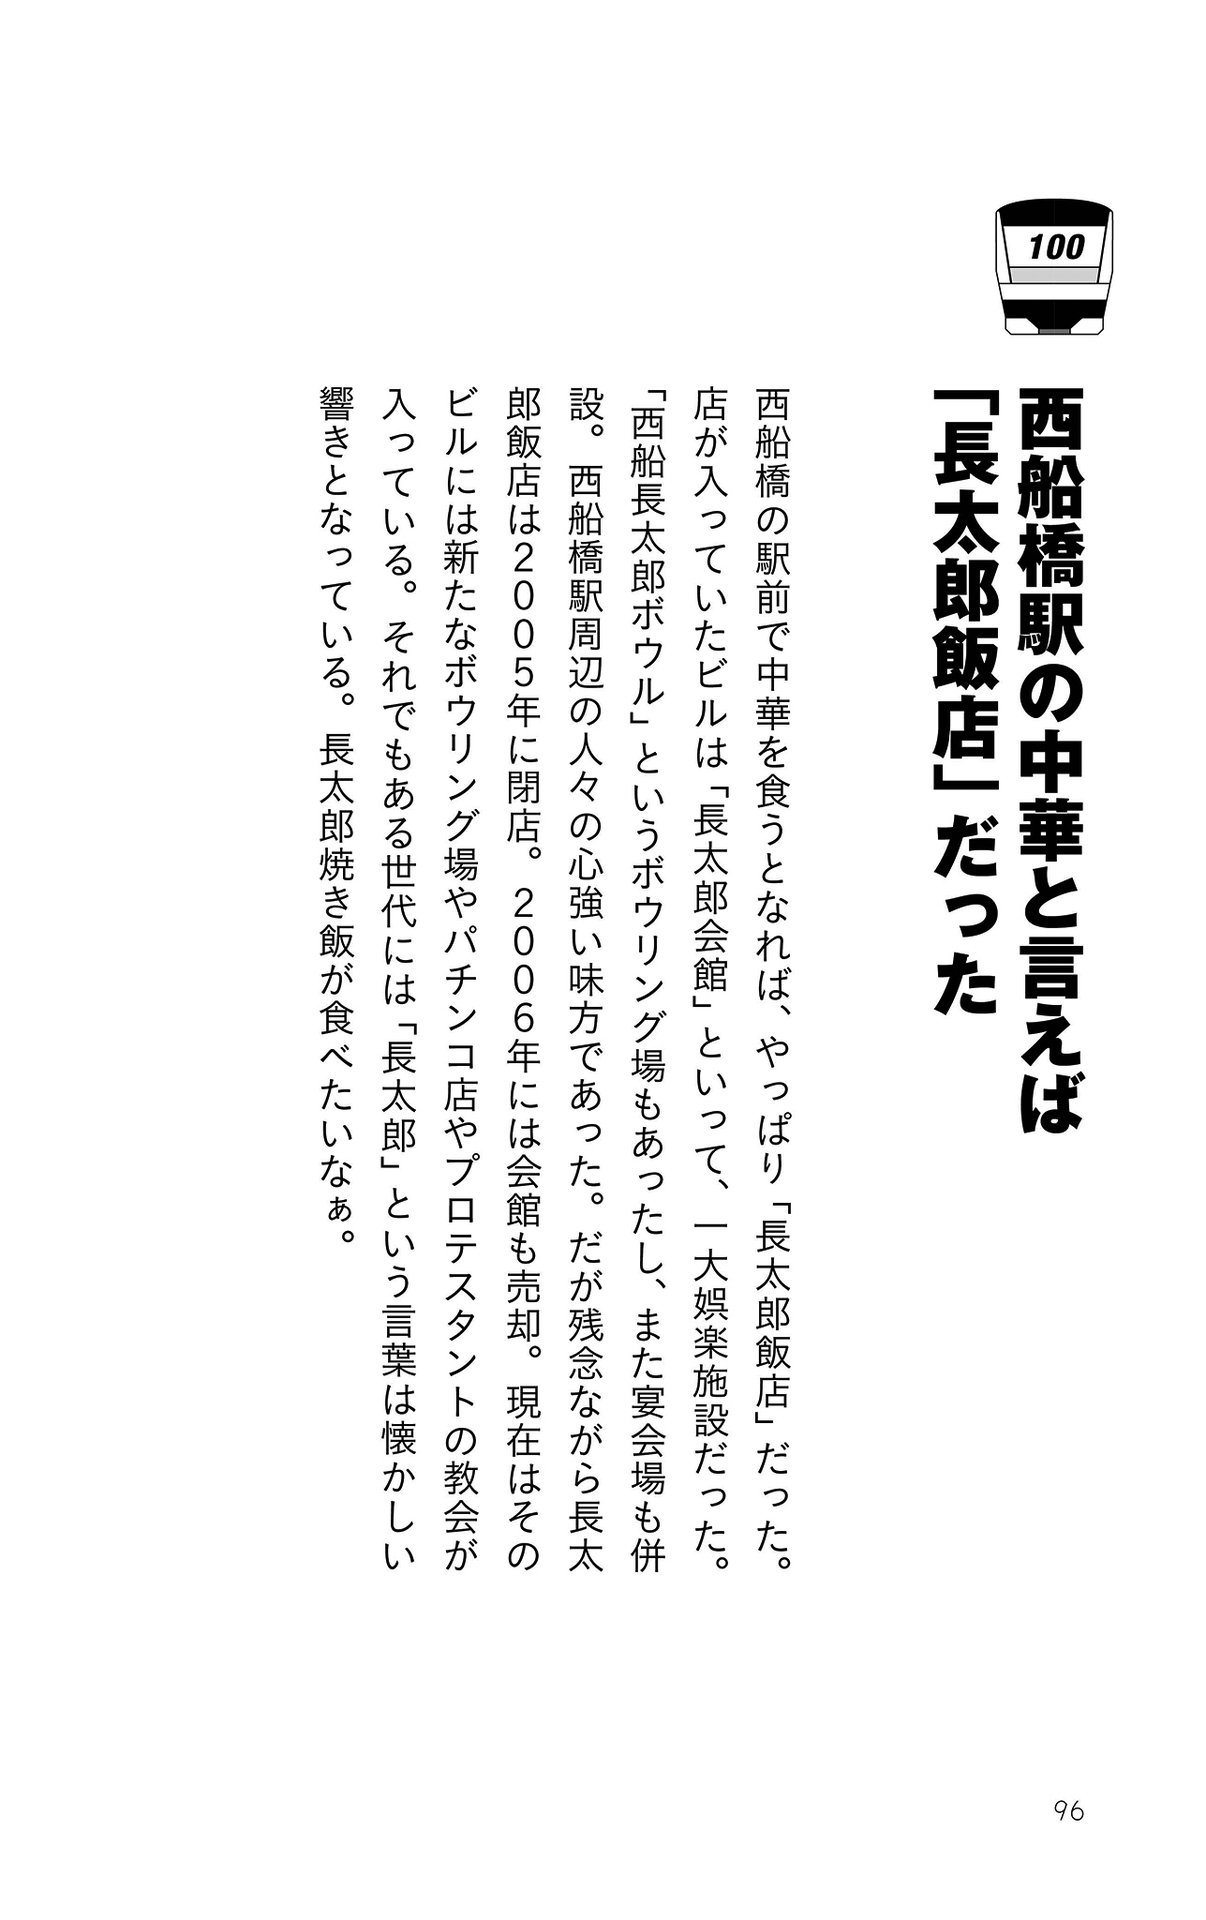 100
西船橋駅の中華と言えば
「長太郎飯店」だった
西船橋の駅前で中華を食うとなれば、やっぱり「長太郎飯店」だった。
店が入っていたビルは「長太郎会館」といって、一大娯楽施設だった。
「西船長太郎ボウル」というボウリング場もあったし、また宴会場も併
設。西船橋駅周辺の人々の心強い味方であった。だが残念ながら長太
郎飯店は２００５年に閉店。２００６年には会館も売却。現在はその
ビルには新たなボウリング場やパチンコ店やプロテスタントの教会が
入っている。それでもある世代には「長太郎」という言葉は懐かしい
響きとなっている。長太郎焼き飯が食べたいなぁ。
96